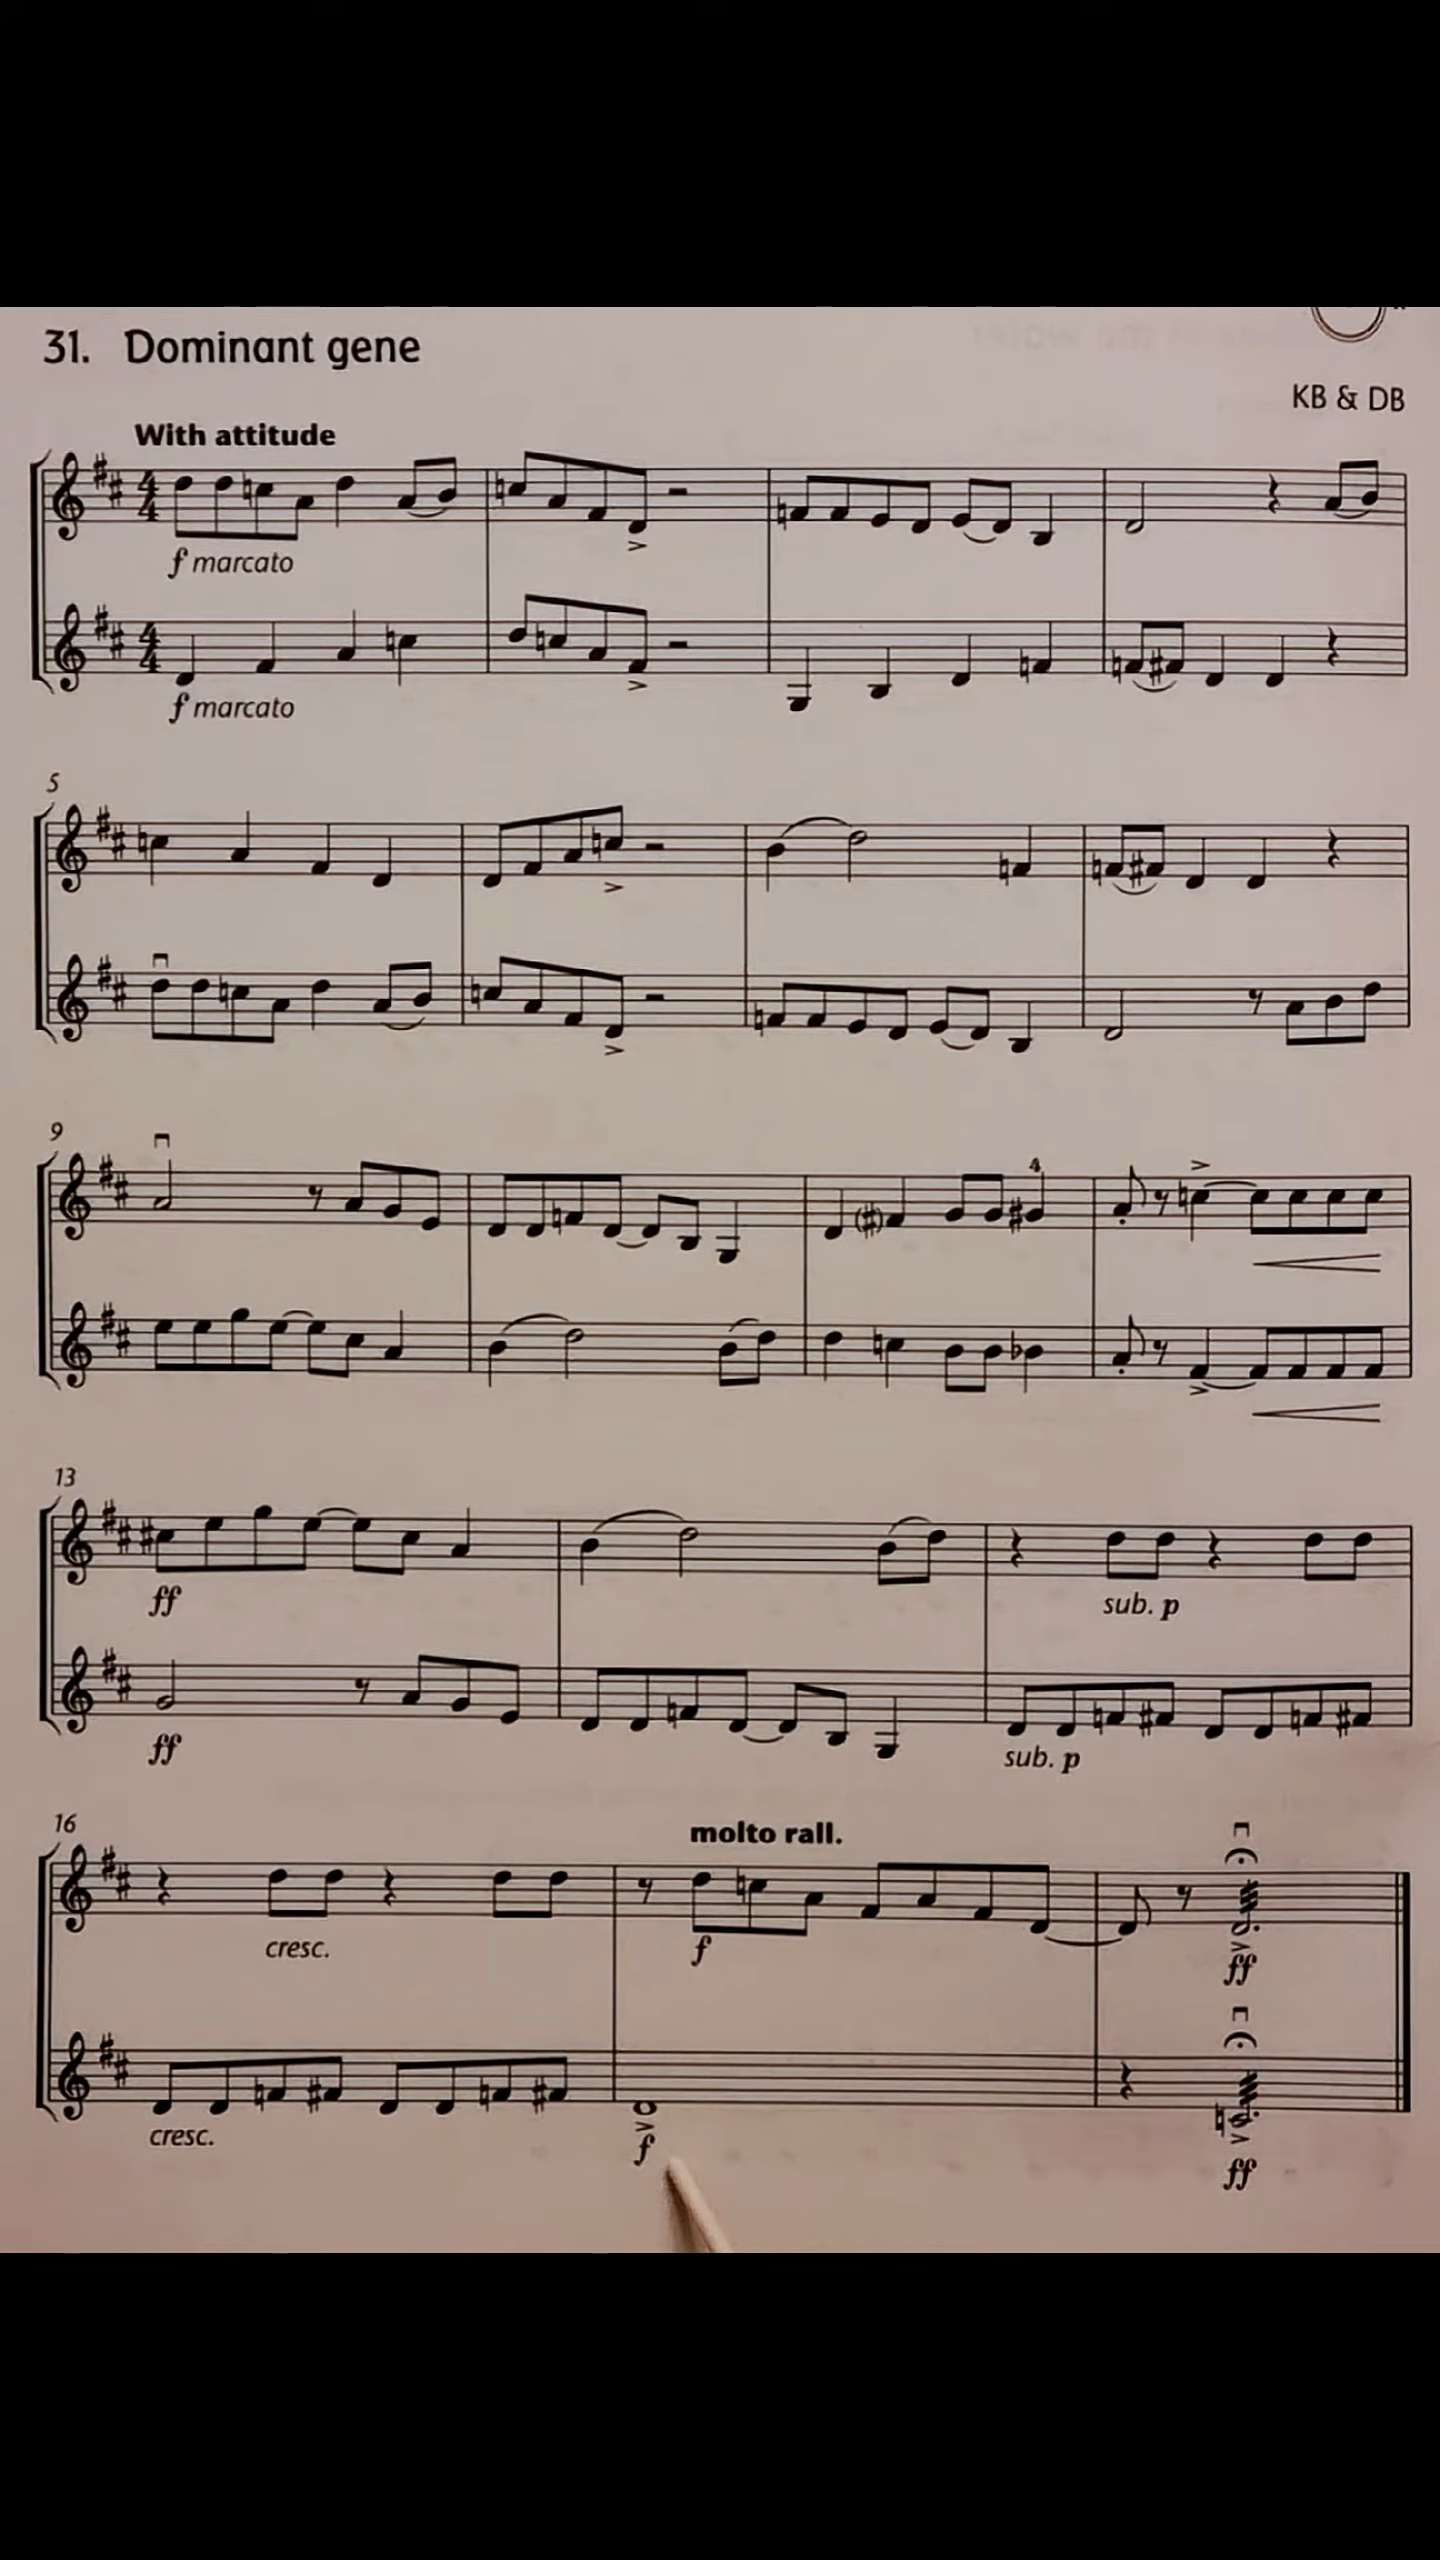 31. Dominant gene
KB & DB
With attitude
f marcato
f marcato
5
9
4
13
ff
ff
sub. p
sub. p
16
molto rall.
cresc.
f
ff
cresc.
f
ff